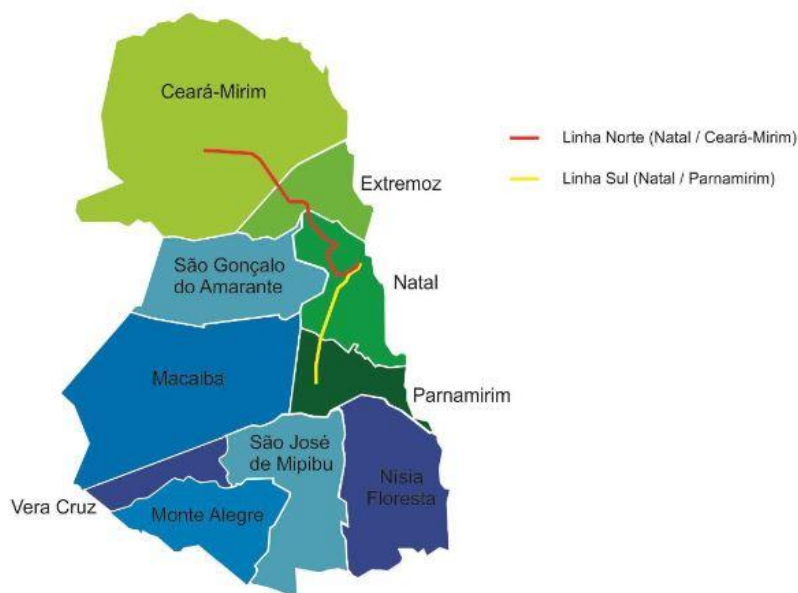 Ceará-Mirim
Linha Norte (Natal / Ceará-Mirim)
Linha Sul (Natal / Parnamirim)
Extremoz
São Gonçalo
do Amarante
Natal
Macaiba
Parnamirim
São José
de Mipibu
Nísia
Floresta
Vera Cruz
Monte Alegre